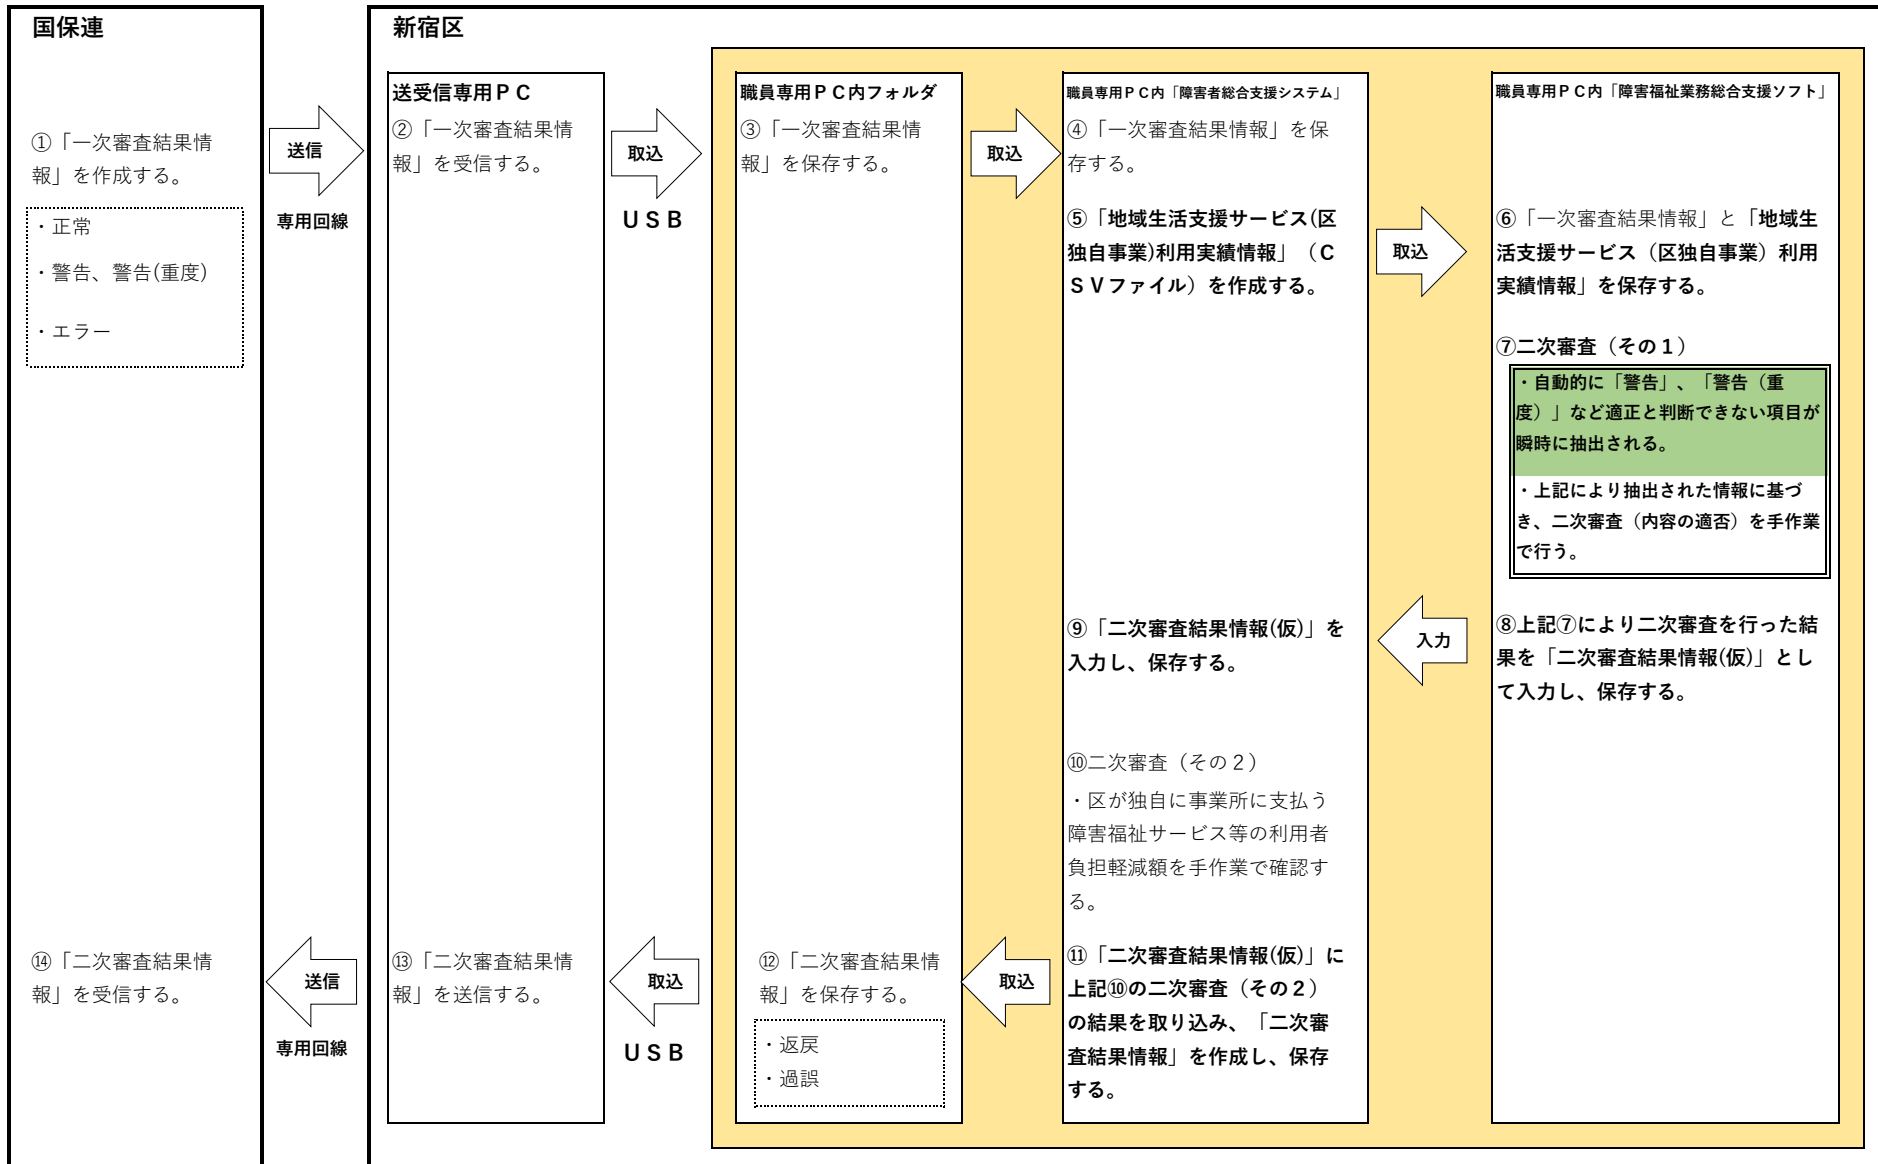 国保連
①「一次審査結果情
報」を作成する。
・正常
・警告、警告(重度)
・エラー
⑭「二次審査結果情
報」を受信する。
送信
専用回線
送信
専用回線
新宿区
送受信専用ＰＣ
②「一次審査結果情
報」を受信する。
⑬「二次審査結果情
報」を送信する。
取込
ＵＳＢ
取込
ＵＳＢ
職員専用ＰＣ内フォルダ
③「一次審査結果情
報」を保存する。
⑫「二次審査結果情
報」を保存する。
・返戻
・過誤
取込
取込
職員専用ＰＣ内「障害者総合支援システム」
④「一次審査結果情報」を保
存する。
⑤「地域生活支援サービス(区
独自事業)利用実績情報」（Ｃ
ＳＶファイル）を作成する。
⑨「二次審査結果情報(仮)」を
入力し、保存する。
⑩二次審査（その２）
・区が独自に事業所に支払う
障害福祉サービス等の利用者
負担軽減額を手作業で確認す
る。
⑪「二次審査結果情報(仮)」に
上記⑩の二次審査（その２）
の結果を取り込み、「二次審
査結果情報」を作成し、保存
する。
取込
入力
職員専用ＰＣ内「障害福祉業務総合支援ソフト」
⑥「一次審査結果情報」と「地域生
活支援サービス（区独自事業）利用
実績情報」を保存する。
⑦二次審査（その１）
・自動的に「警告」、「警告（重
度）」など適正と判断できない項目が
瞬時に抽出される。
・上記により抽出された情報に基づ
き、二次審査（内容の適否）を手作業
で行う。
⑧上記⑦により二次審査を行った結
果を「二次審査結果情報(仮)」とし
て入力し、保存する。